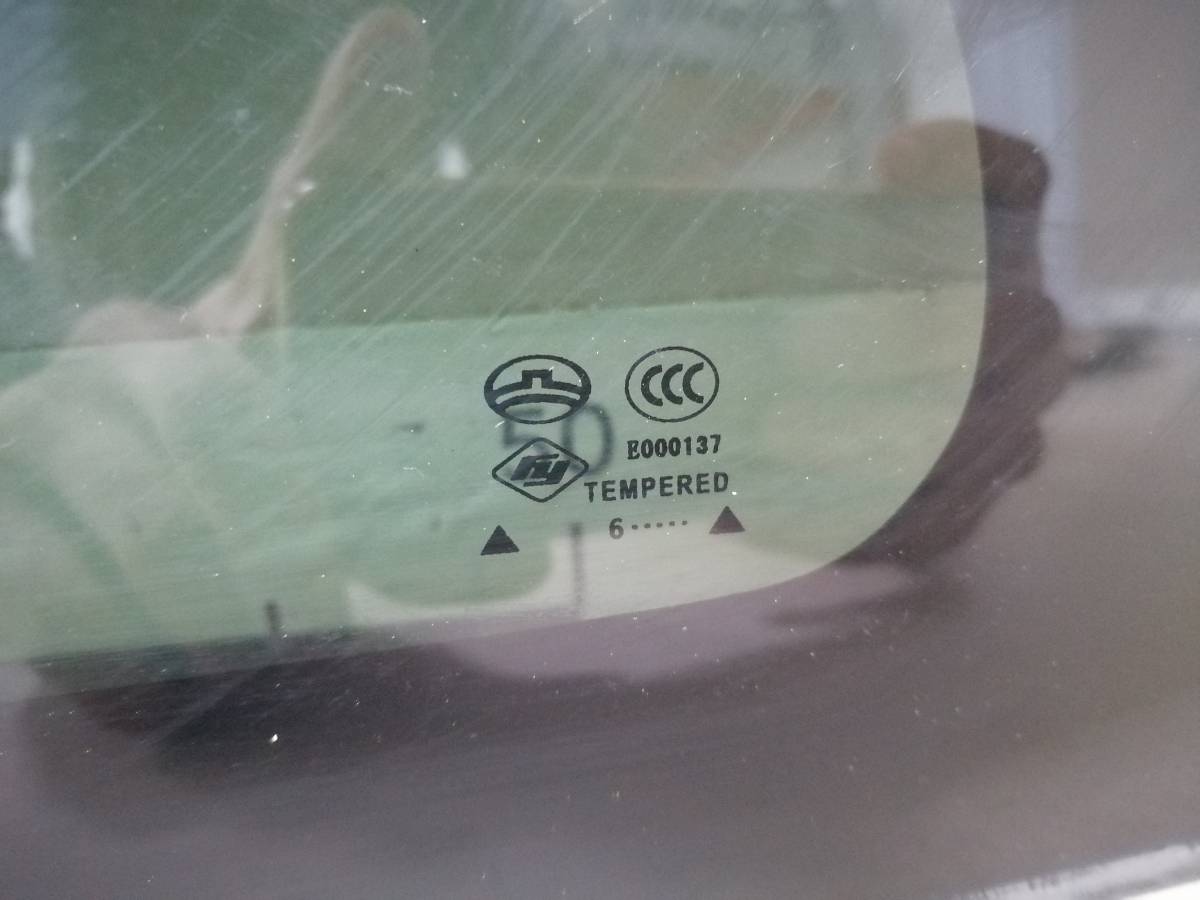 CCC
E000137
TEMPERED
6·····